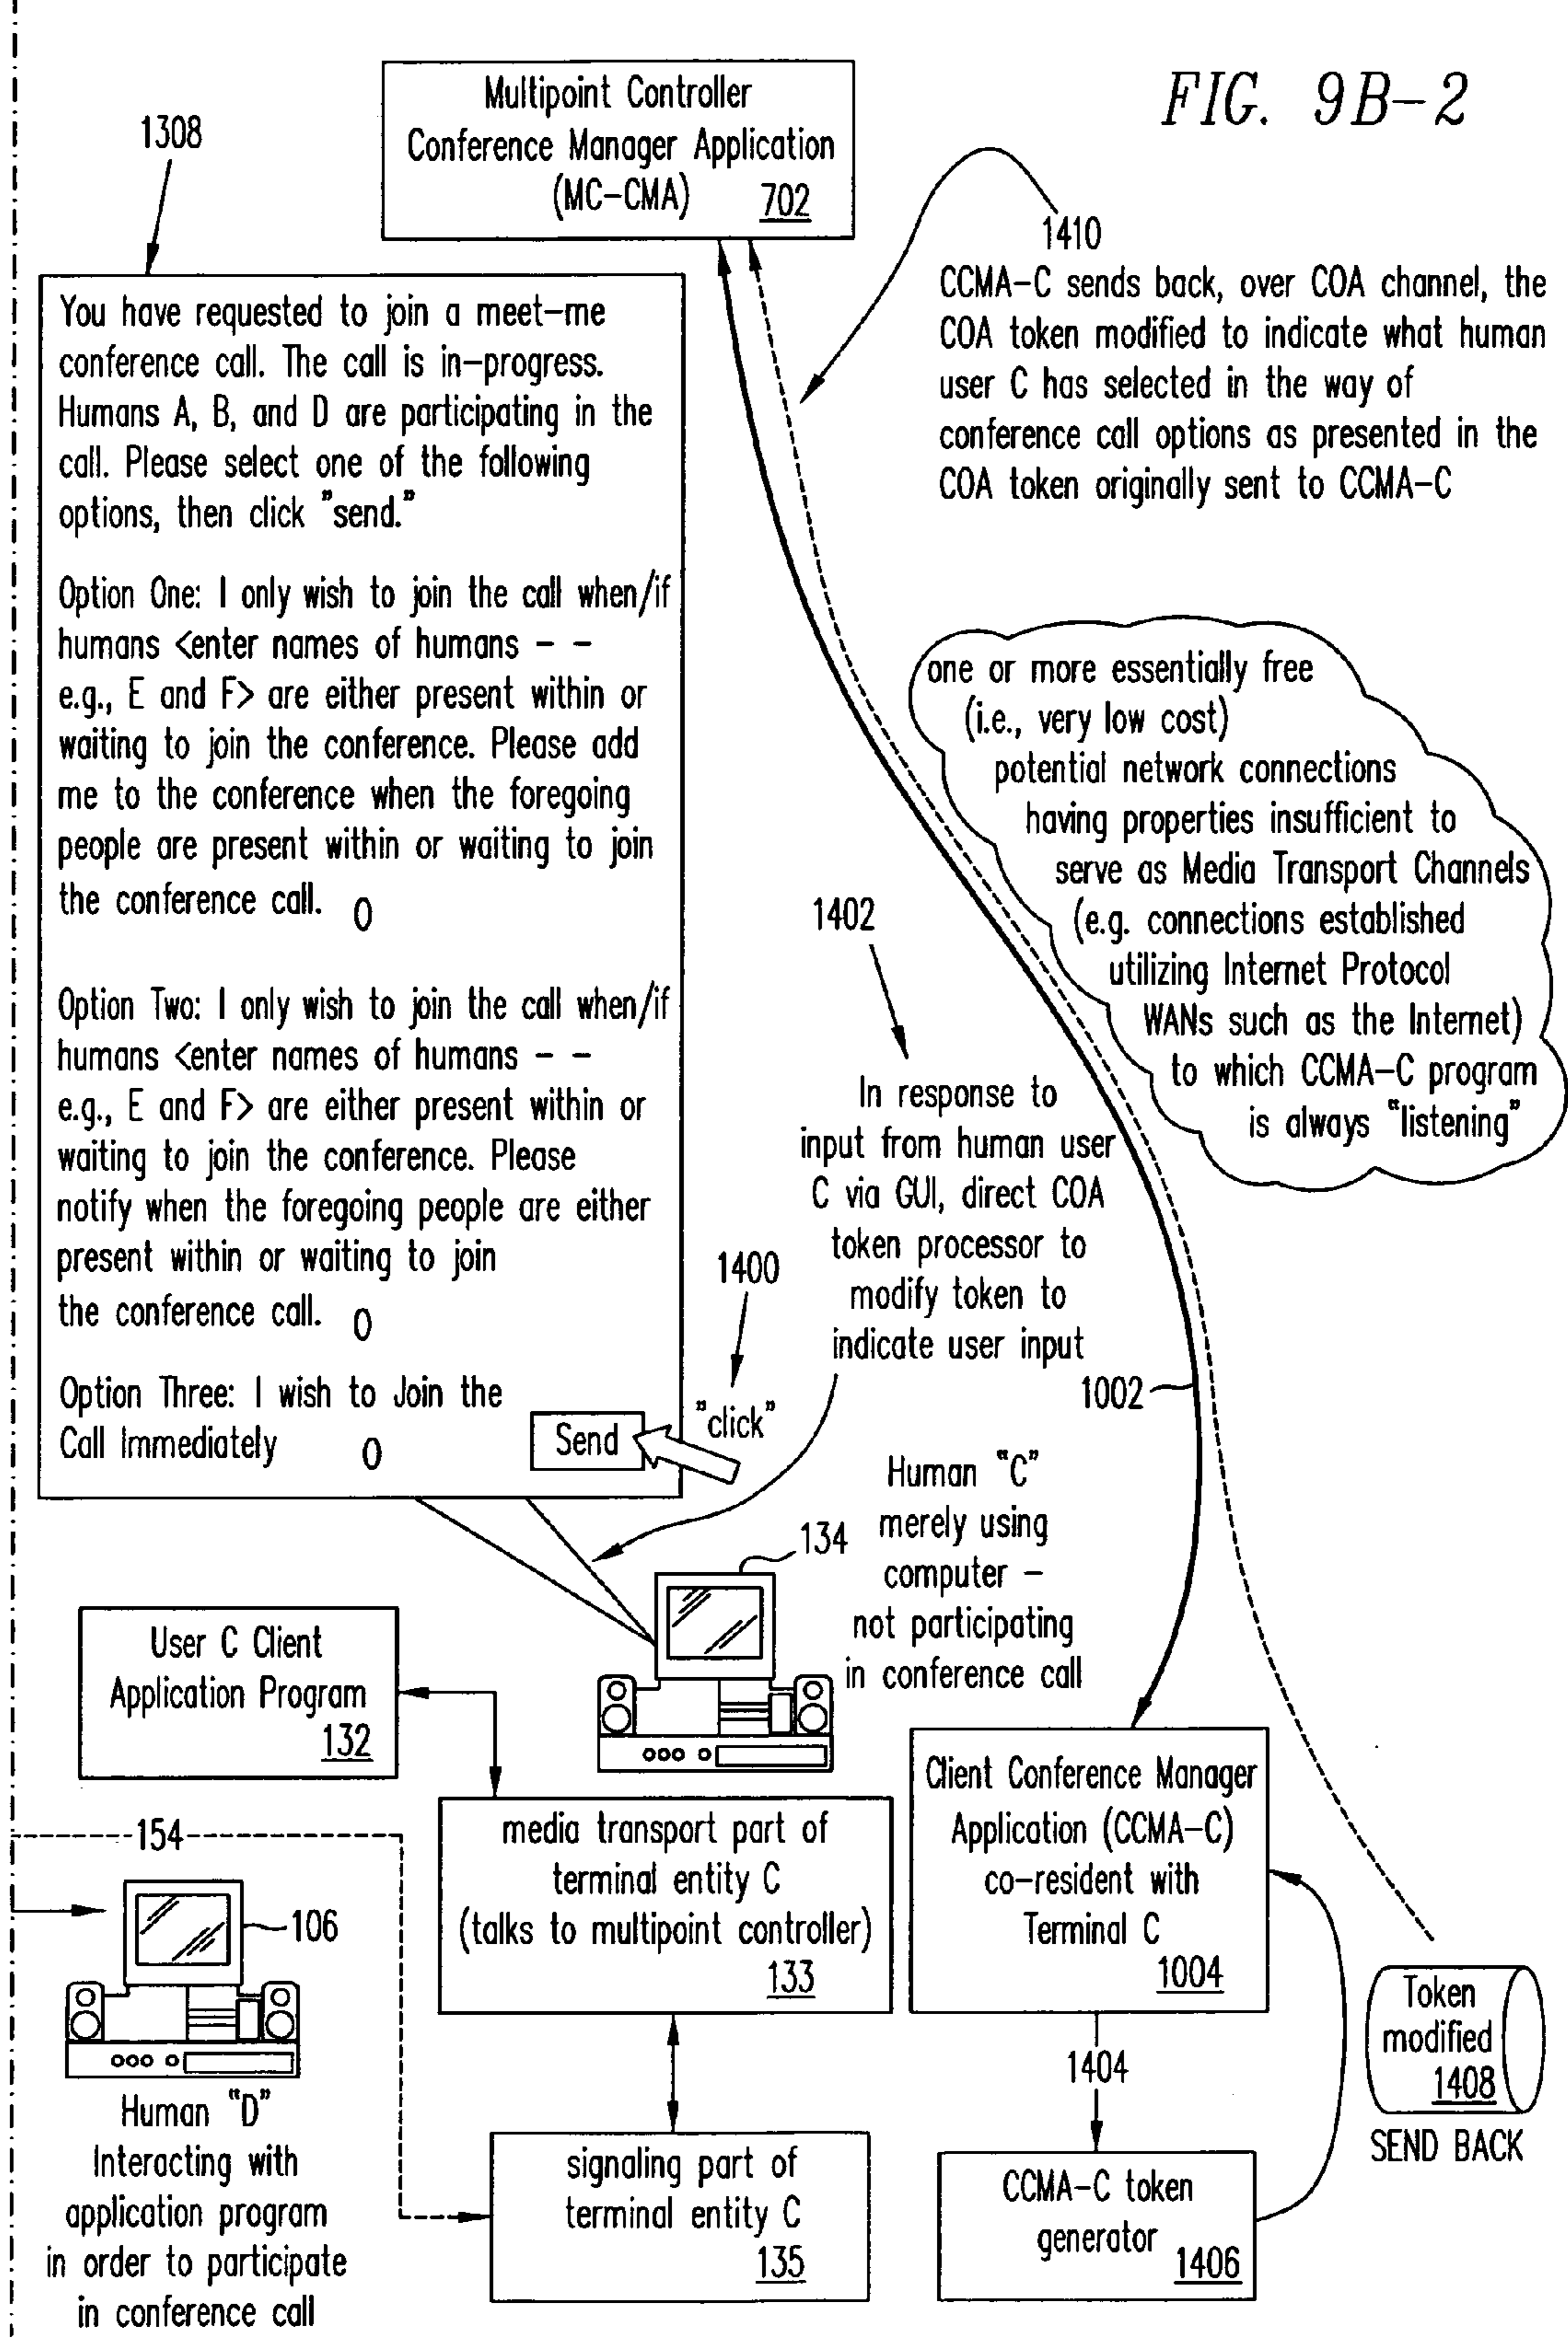 FIG. 9B-2
Multipoint Controller
Conference Manager Application
(MC-CMA) 702
1308
You have requested to join a meet-me
conference call. The call is in-progress.
Humans A, B, and D are participating in the
call. Please select one of the following
options, then click "send."
Option One: I only wish to join the call when/if
humans <enter names of humans - -
e.g., E and F> are either present within or
waiting to join the conference. Please add
me to the conference when the foregoing
people are present within or waiting to join
the conference call. O
Option Two: I only wish to join the call when/if
humans <enter names of humans - -
e.g., E and F> are either present within or
waiting to join the conference. Please
notify when the foregoing people are either
present within or waiting to join
the conference call. O
Option Three: I wish to Join the
Call Immediately O
Send
"click"
1400
1410
CCMA-C sends back, over COA channel, the
COA token modified to indicate what human
user C has selected in the way of
conference call options as presented in the
COA token originally sent to CCMA-C
one or more essentially free
(i.e., very low cost)
potential network connections
having properties insufficient to
serve as Media Transport Channels
(e.g. connections established
utilizing Internet Protocol
WANs such as the Internet)
to which CCMA-C program
is always "listening"
1402
In response to
input from human user
C via GUI, direct COA
token processor to
modify token to
indicate user input
1002
Human "C"
merely using
computer -
not participating
in conference call
134
User C Client
Application Program
132
media transport part of
terminal entity C
(talks to multipoint controller)
133
Client Conference Manager
Application (CCMA-C)
co-resident with
Terminal C
1004
154
106
Human "D"
Interacting with
application program
in order to participate
in conference call
signaling part of
terminal entity C
135
1404
CCMA-C token
generator
1406
Token
modified
1408
SEND BACK